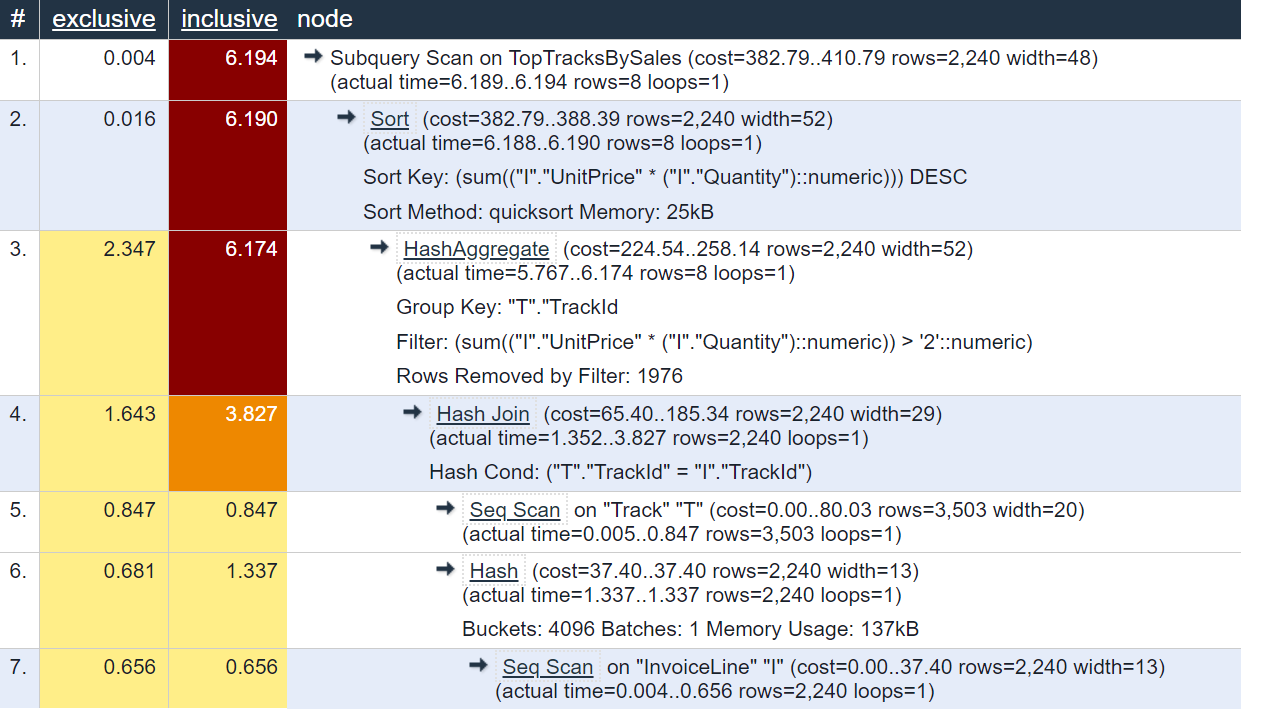 # exclusive inclusive node
1. 0.004 6.194 Subquery Scan on TopTracksBySales (cost=382.79..410.79 rows=2,240 width=48)
(actual time=6.189..6.194 rows=8 loops=1)
2. 0.016 6.190 Sort (cost=382.79..388.39 rows=2,240 width=52)
(actual time=6.188..6.190 rows=8 loops=1)
Sort Key: (sum(("I"."UnitPrice" * ("I"."Quantity")::numeric))) DESC
Sort Method: quicksort Memory: 25kB
3. 2.347 6.174 HashAggregate (cost=224.54..258.14 rows=2,240 width=52)
(actual time=5.767..6.174 rows=8 loops=1)
Group Key: "T"."TrackId
Filter: (sum(("I"."UnitPrice" * ("I"."Quantity")::numeric)) > '2'::numeric)
Rows Removed by Filter: 1976
4. 1.643 3.827 Hash Join (cost=65.40..185.34 rows=2,240 width=29)
(actual time=1.352..3.827 rows=2,240 loops=1)
Hash Cond: ("T"."TrackId" = "I"."TrackId")
5. 0.847 0.847 Seq Scan on "Track" "T" (cost=0.00..80.03 rows=3,503 width=20)
(actual time=0.005..0.847 rows=3,503 loops=1)
6. 0.681 1.337 Hash (cost=37.40..37.40 rows=2,240 width=13)
(actual time=1.337..1.337 rows=2,240 loops=1)
Buckets: 4096 Batches: 1 Memory Usage: 137kB
7. 0.656 0.656 Seq Scan on "InvoiceLine" "I" (cost=0.00..37.40 rows=2,240 width=13)
(actual time=0.004..0.656 rows=2,240 loops=1)